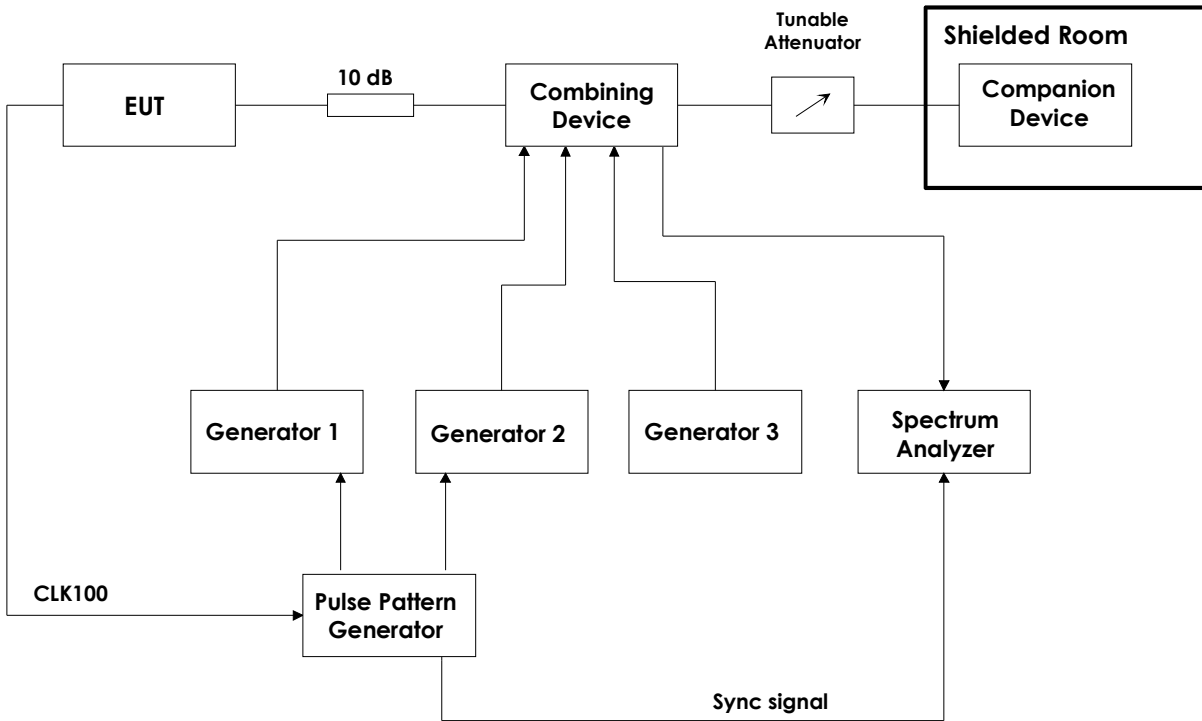 Tunable
Attenuator
Shielded Room
10 dB
EUT
Combining
Device
Companion
Device
Generator 1
Generator 2
Generator 3
Spectrum
Analyzer
CLK100
Pulse Pattern
Generator
Sync signal